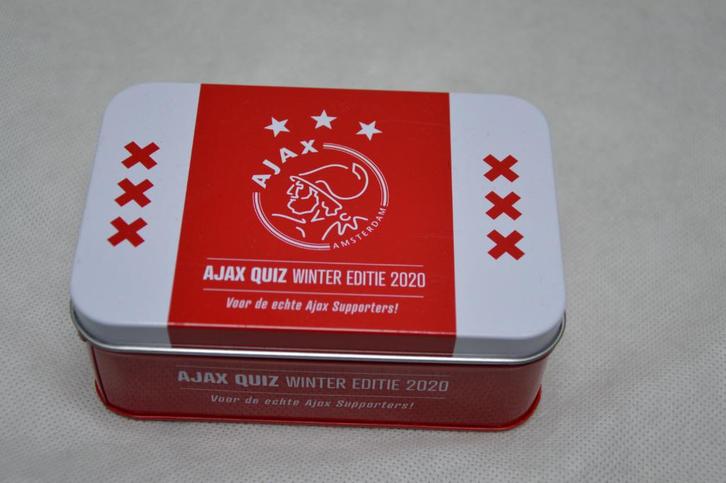 AJAX
AMSTERDAM
AJAX QUIZ WINTER EDITIE 2020
Voor de echte Ajax Supporters!
AJAX QUIZ WINTER EDITIE 2020
Voor de echte Ajax Supporters!